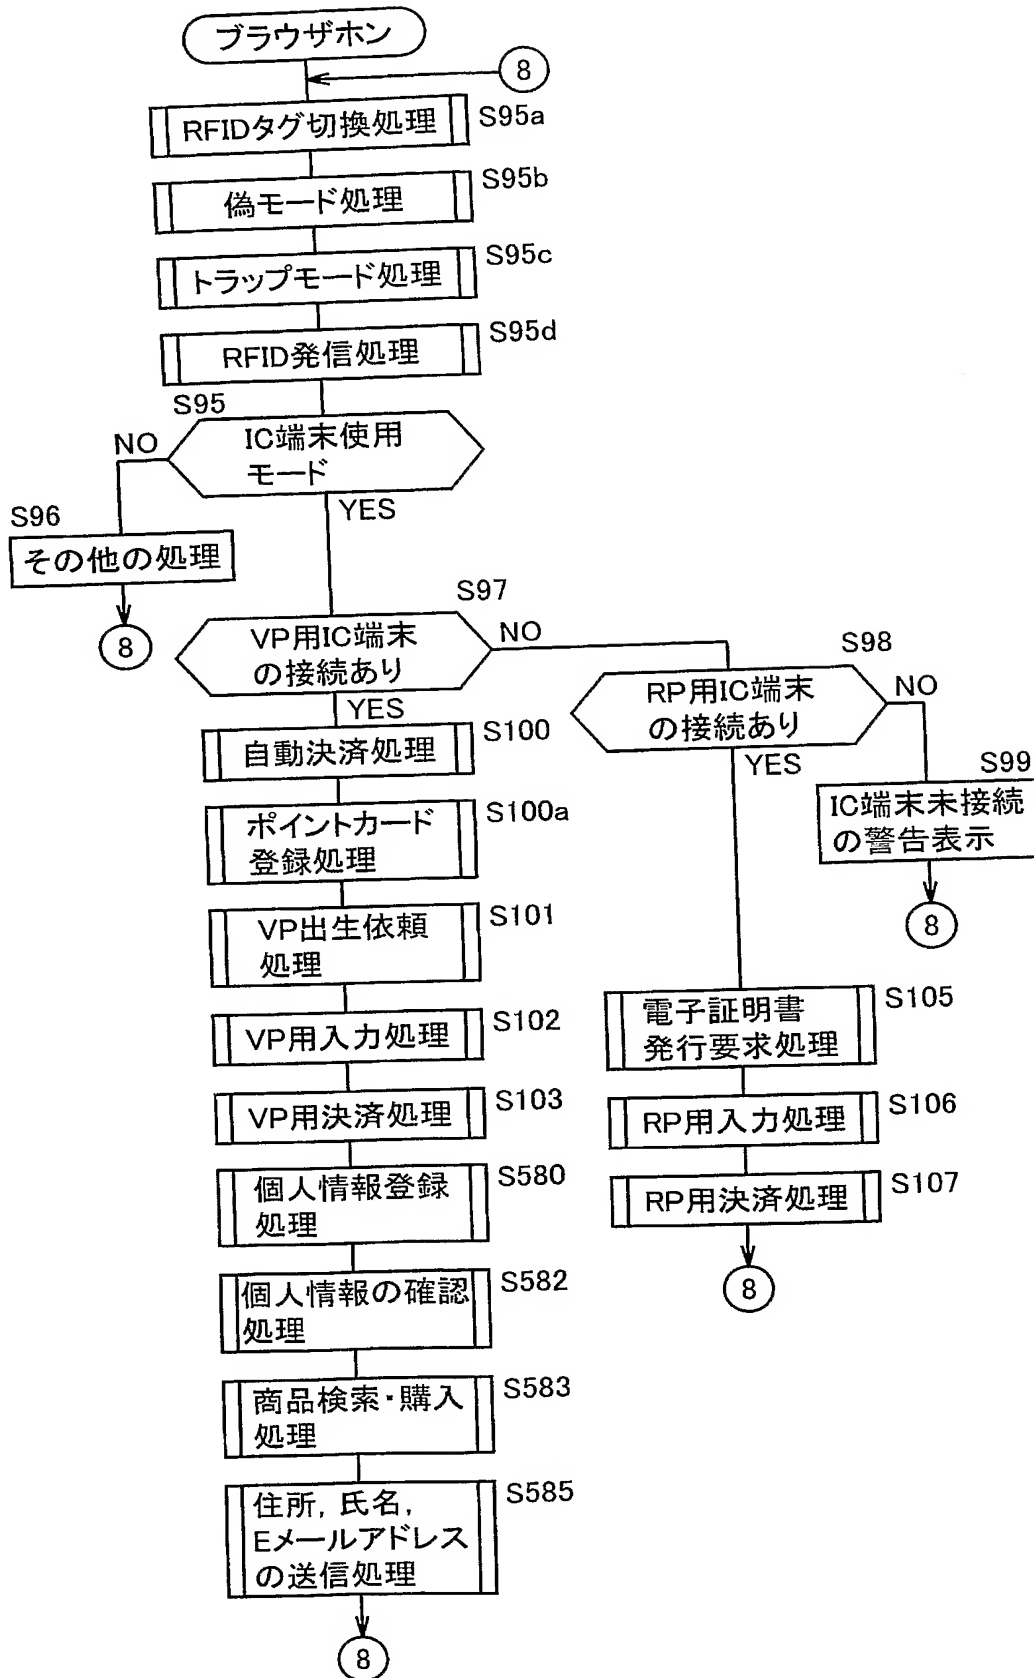 ブラウザホン
8
RFIDタグ切換処理
S95a
偽モード処理
S95b
トラップモード処理
S95c
RFID発信処理
S95d
S95
IC端末使用
モード
NO
YES
S96
その他の処理
8
S97
VP用IC端末
の接続あり
NO
YES
S98
RP用IC端末
の接続あり
NO
YES
S99
IC端末未接続
の警告表示
8
自動決済処理
S100
ポイントカード
登録処理
S100a
VP出生依頼
処理
S101
VP用入力処理
S102
VP用決済処理
S103
個人情報登録
処理
S580
個人情報の確認
処理
S582
商品検索・購入
処理
S583
住所, 氏名,
Eメールアドレス
の送信処理
S585
8
電子証明書
発行要求処理
S105
RP用入力処理
S106
RP用決済処理
S107
8